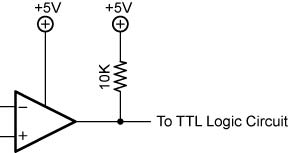 +5V +5V
10K
− +
To TTL Logic Circuit